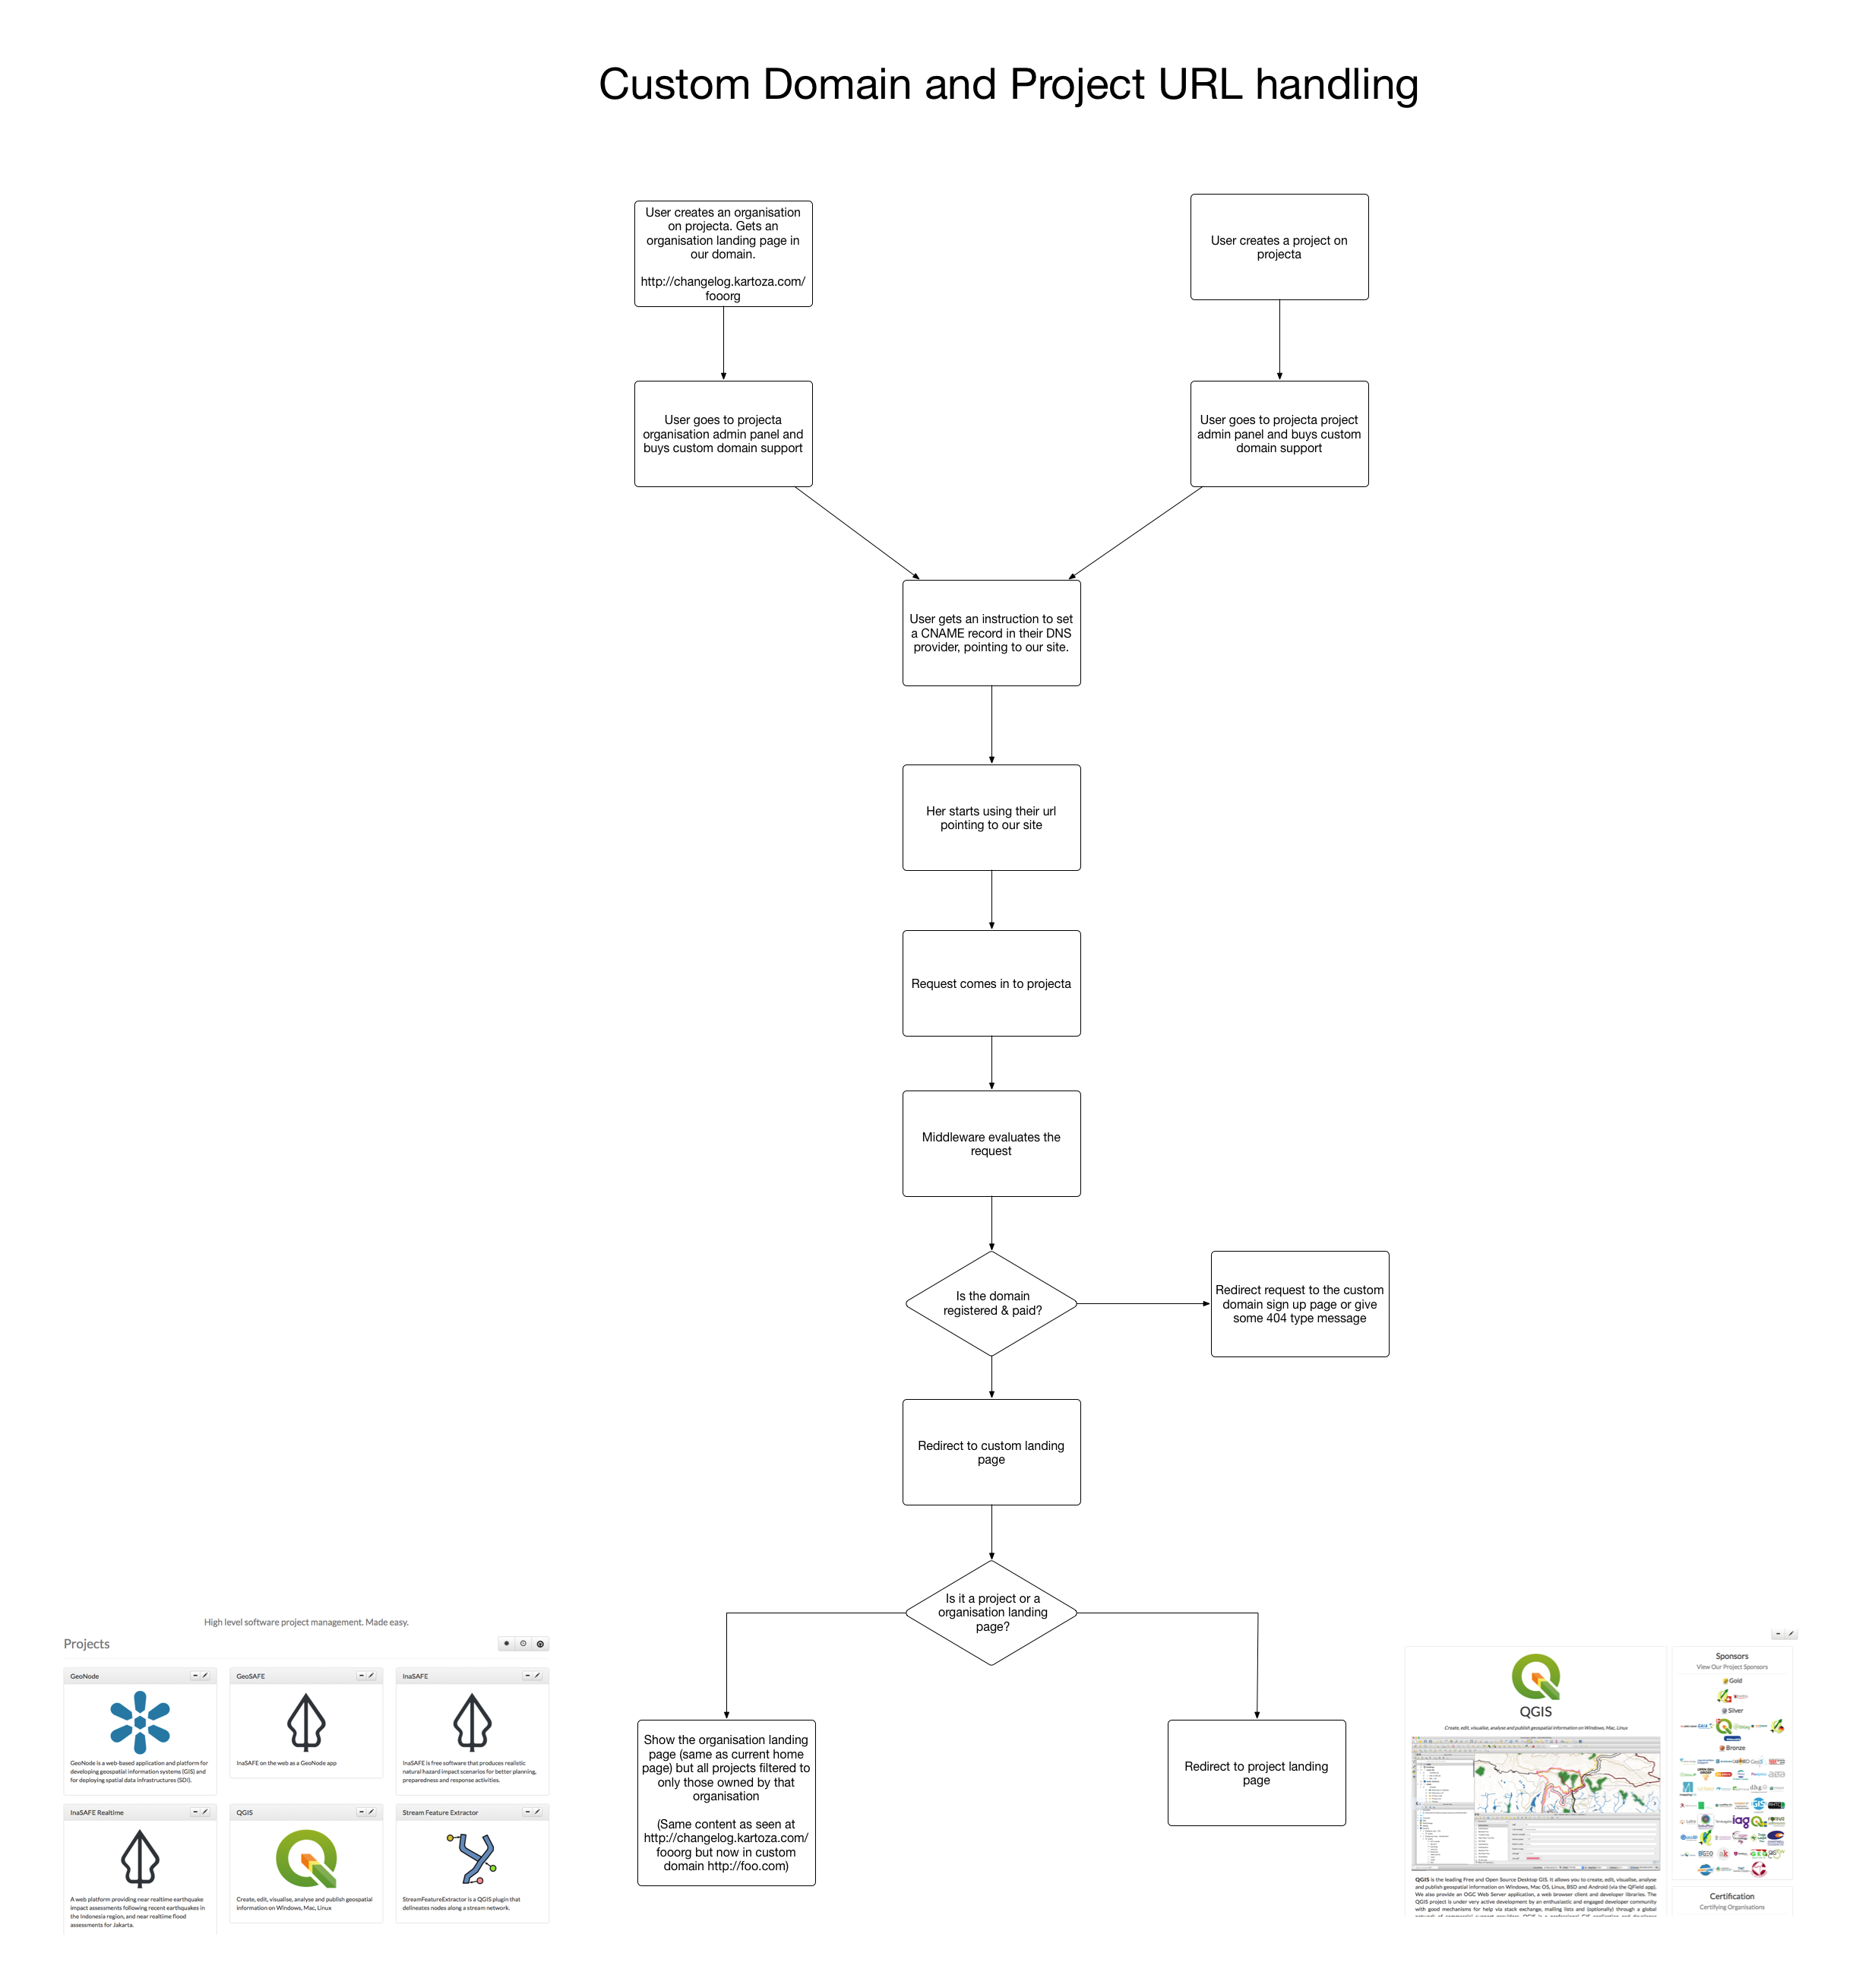 Custom Domain and Project URL handling
User creates an organisation
on projecta. Gets an
organisation landing page in
our domain.
http://changelog.kartoza.com/
fooorg
User creates a project on
projecta
User goes to projecta
organisation admin panel and
buys custom domain support
User goes to projecta project
admin panel and buys custom
domain support
User gets an instruction to set
a CNAME record in their DNS
provider, pointing to our site.
Her starts using their url
pointing to our site
Request comes in to projecta
Middleware evaluates the
request
Is the domain
registered & paid?
Redirect request to the custom
domain sign up page or give
some 404 type message
Redirect to custom landing
page
Is it a project or a
organisation landing
page?
Show the organisation landing
page (same as current home
page) but all projects filtered to
only those owned by that
organisation
(Same content as seen at
http://changelog.kartoza.com/
fooorg but now in custom
domain http://foo.com)
Redirect to project landing
page
High level software project management. Made easy.
Projects
GeoNode
GeoNode is a web-based application and platform for
developing geospatial information systems (GIS) and
for deploying spatial data infrastructures (SDI).
GeoSAFE
InaSAFE on the web as a GeoNode app
InaSAFE
InaSAFE is free software that produces realistic
natural hazard impact scenarios for better planning,
preparedness and response activities.
InaSAFE Realtime
A web platform providing near realtime earthquake
impact assessments following recent earthquakes in
the Indonesia region, and near realtime flood
assessments for Jakarta.
QGIS
Create, edit, visualise, analyse and publish geospatial
information on Windows, Mac, Linux
Stream Feature Extractor
StreamFeatureExtractor is a QGIS plugin that
delineates nodes along a stream network.
QGIS
Create, edit, visualise, analyse and publish geospatial information on Windows, Mac, Linux
QGIS is the leading Free and Open Source Desktop GIS. It allows you to create, edit, visualise, analyse
and publish geospatial information on Windows, Mac OS, Linux, BSD and Android (via the QField app).
We also provide an OGC Web Server application, a web browser client and developer libraries. The
QGIS project is under very active development by an enthusiastic and engaged developer community
with good mechanisms for help via stack exchange, mailing lists and (optionally) through a global
Sponsors
View Our Project Sponsors
Gold
Silver
Bronze
Certification
Certifying Organisations